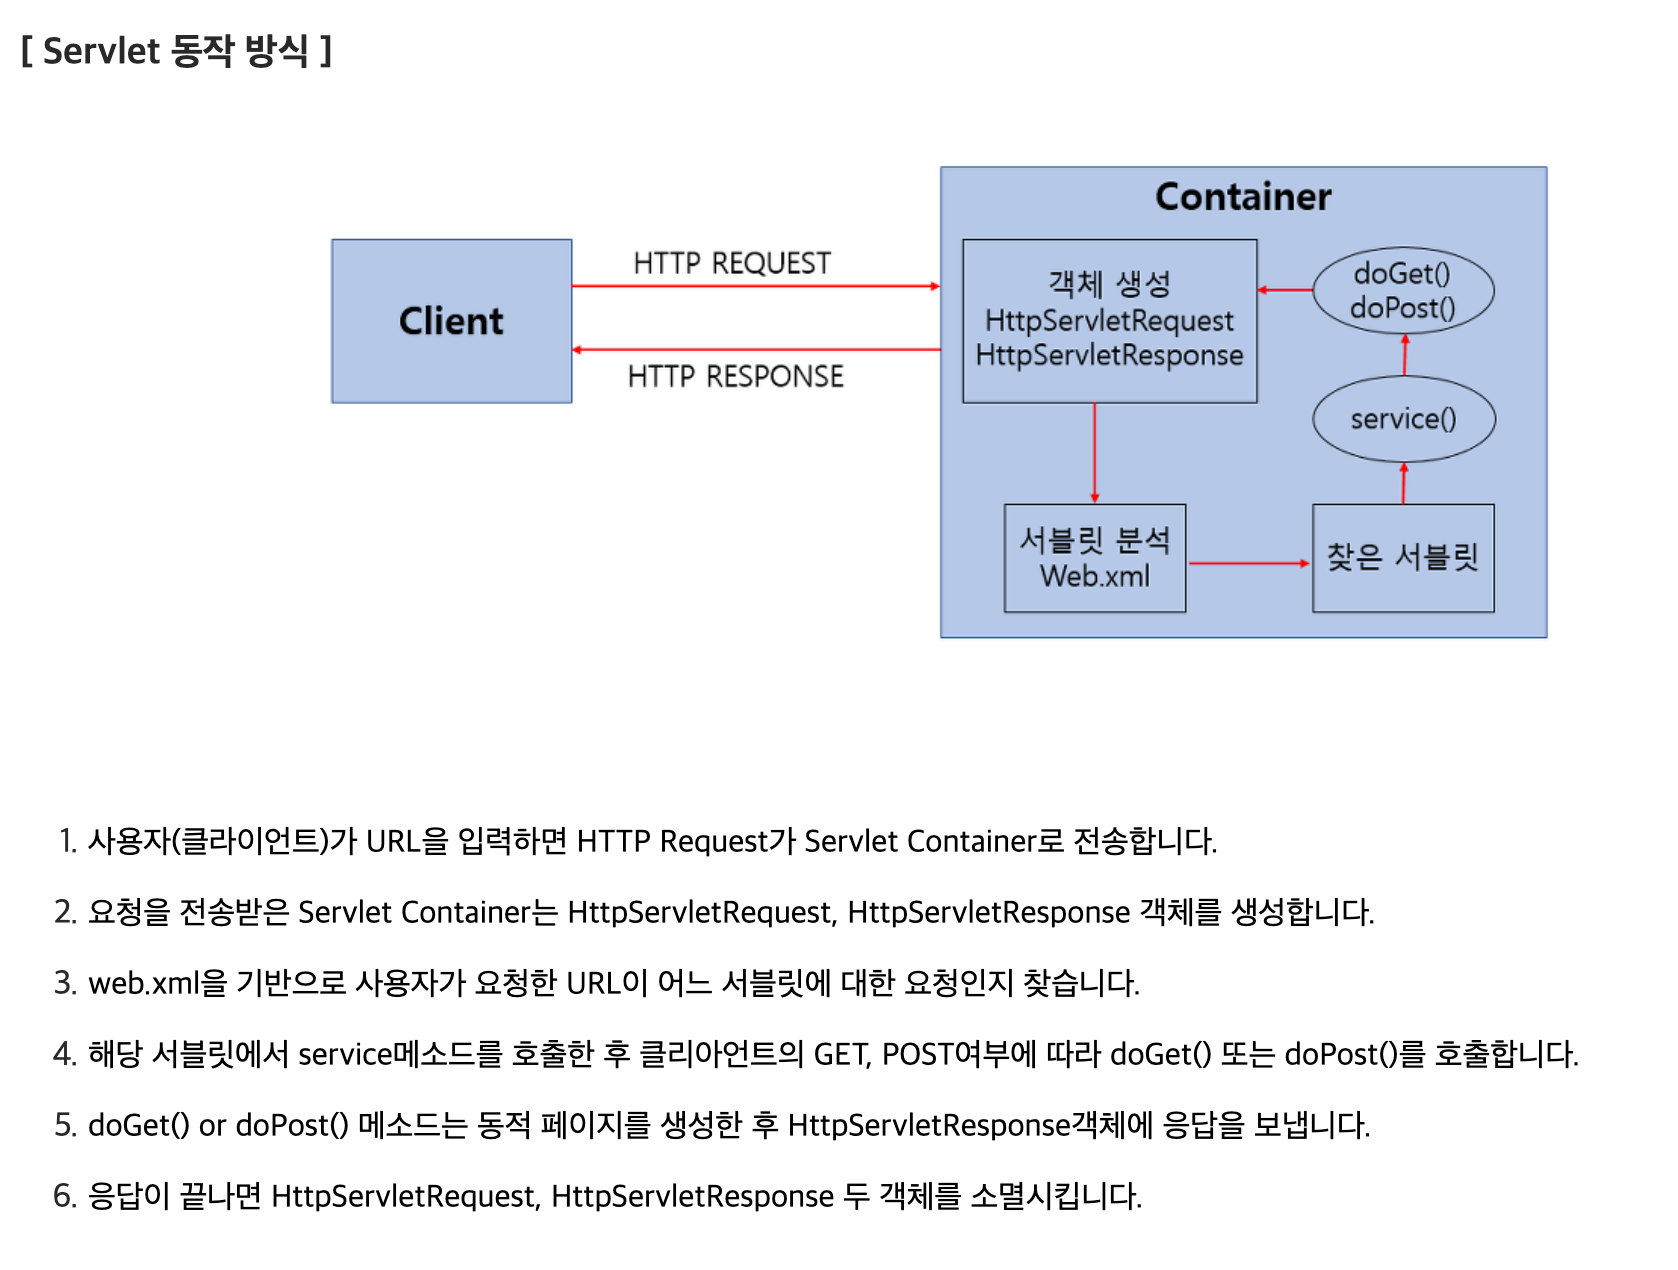 [ Servlet 동작 방식 ]
Container
Client
HTTP REQUEST
HTTP RESPONSE
객체 생성
HttpServletRequest
HttpServletResponse
doGet()
doPost()
service()
서블릿 분석
Web.xml
찾은 서블릿
1. 사용자(클라이언트)가 URL을 입력하면 HTTP Request가 Servlet Container로 전송합니다.
2. 요청을 전송받은 Servlet Container는 HttpServletRequest, HttpServletResponse 객체를 생성합니다.
3. web.xml을 기반으로 사용자가 요청한 URL이 어느 서블릿에 대한 요청인지 찾습니다.
4. 해당 서블릿에서 service메소드를 호출한 후 클리아언트의 GET, POST여부에 따라 doGet() 또는 doPost()를 호출합니다.
5. doGet() or doPost() 메소드는 동적 페이지를 생성한 후 HttpServletResponse객체에 응답을 보냅니다.
6. 응답이 끝나면 HttpServletRequest, HttpServletResponse 두 객체를 소멸시킵니다.